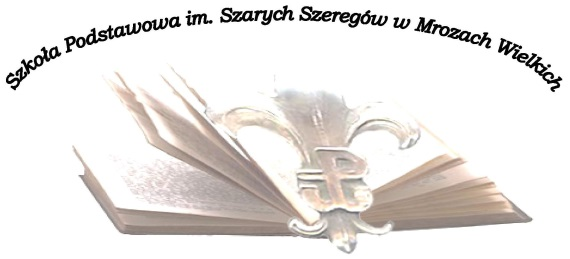 Szkoła Podstawowa im. Szarych Szeregów w Mrozach Wielkich